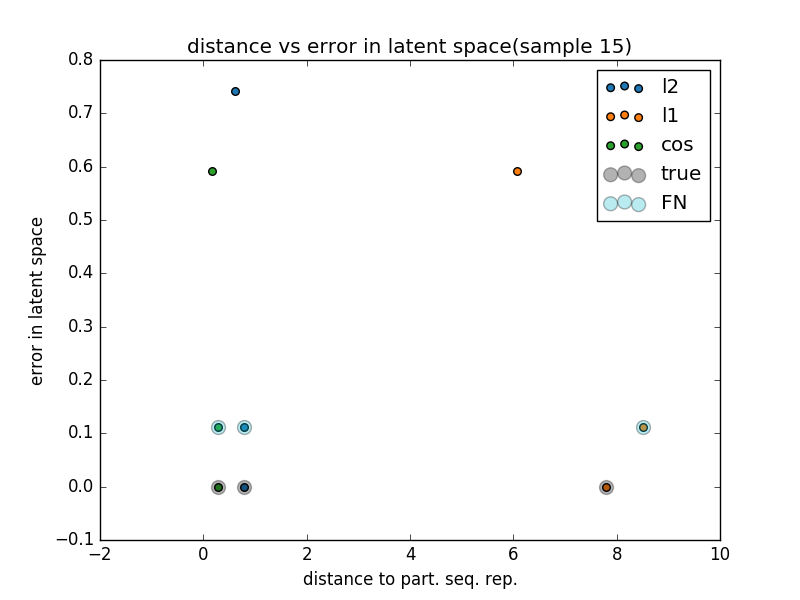 distance vs error in latent space(sample 15)
0.8
0.7
0.6
0.5
0.4
0.3
0.2
0.1
0.0
−0.1
error in latent space
l2
l1
cos
true
FN
−2 0 2 4 6 8 10
distance to part. seq. rep.